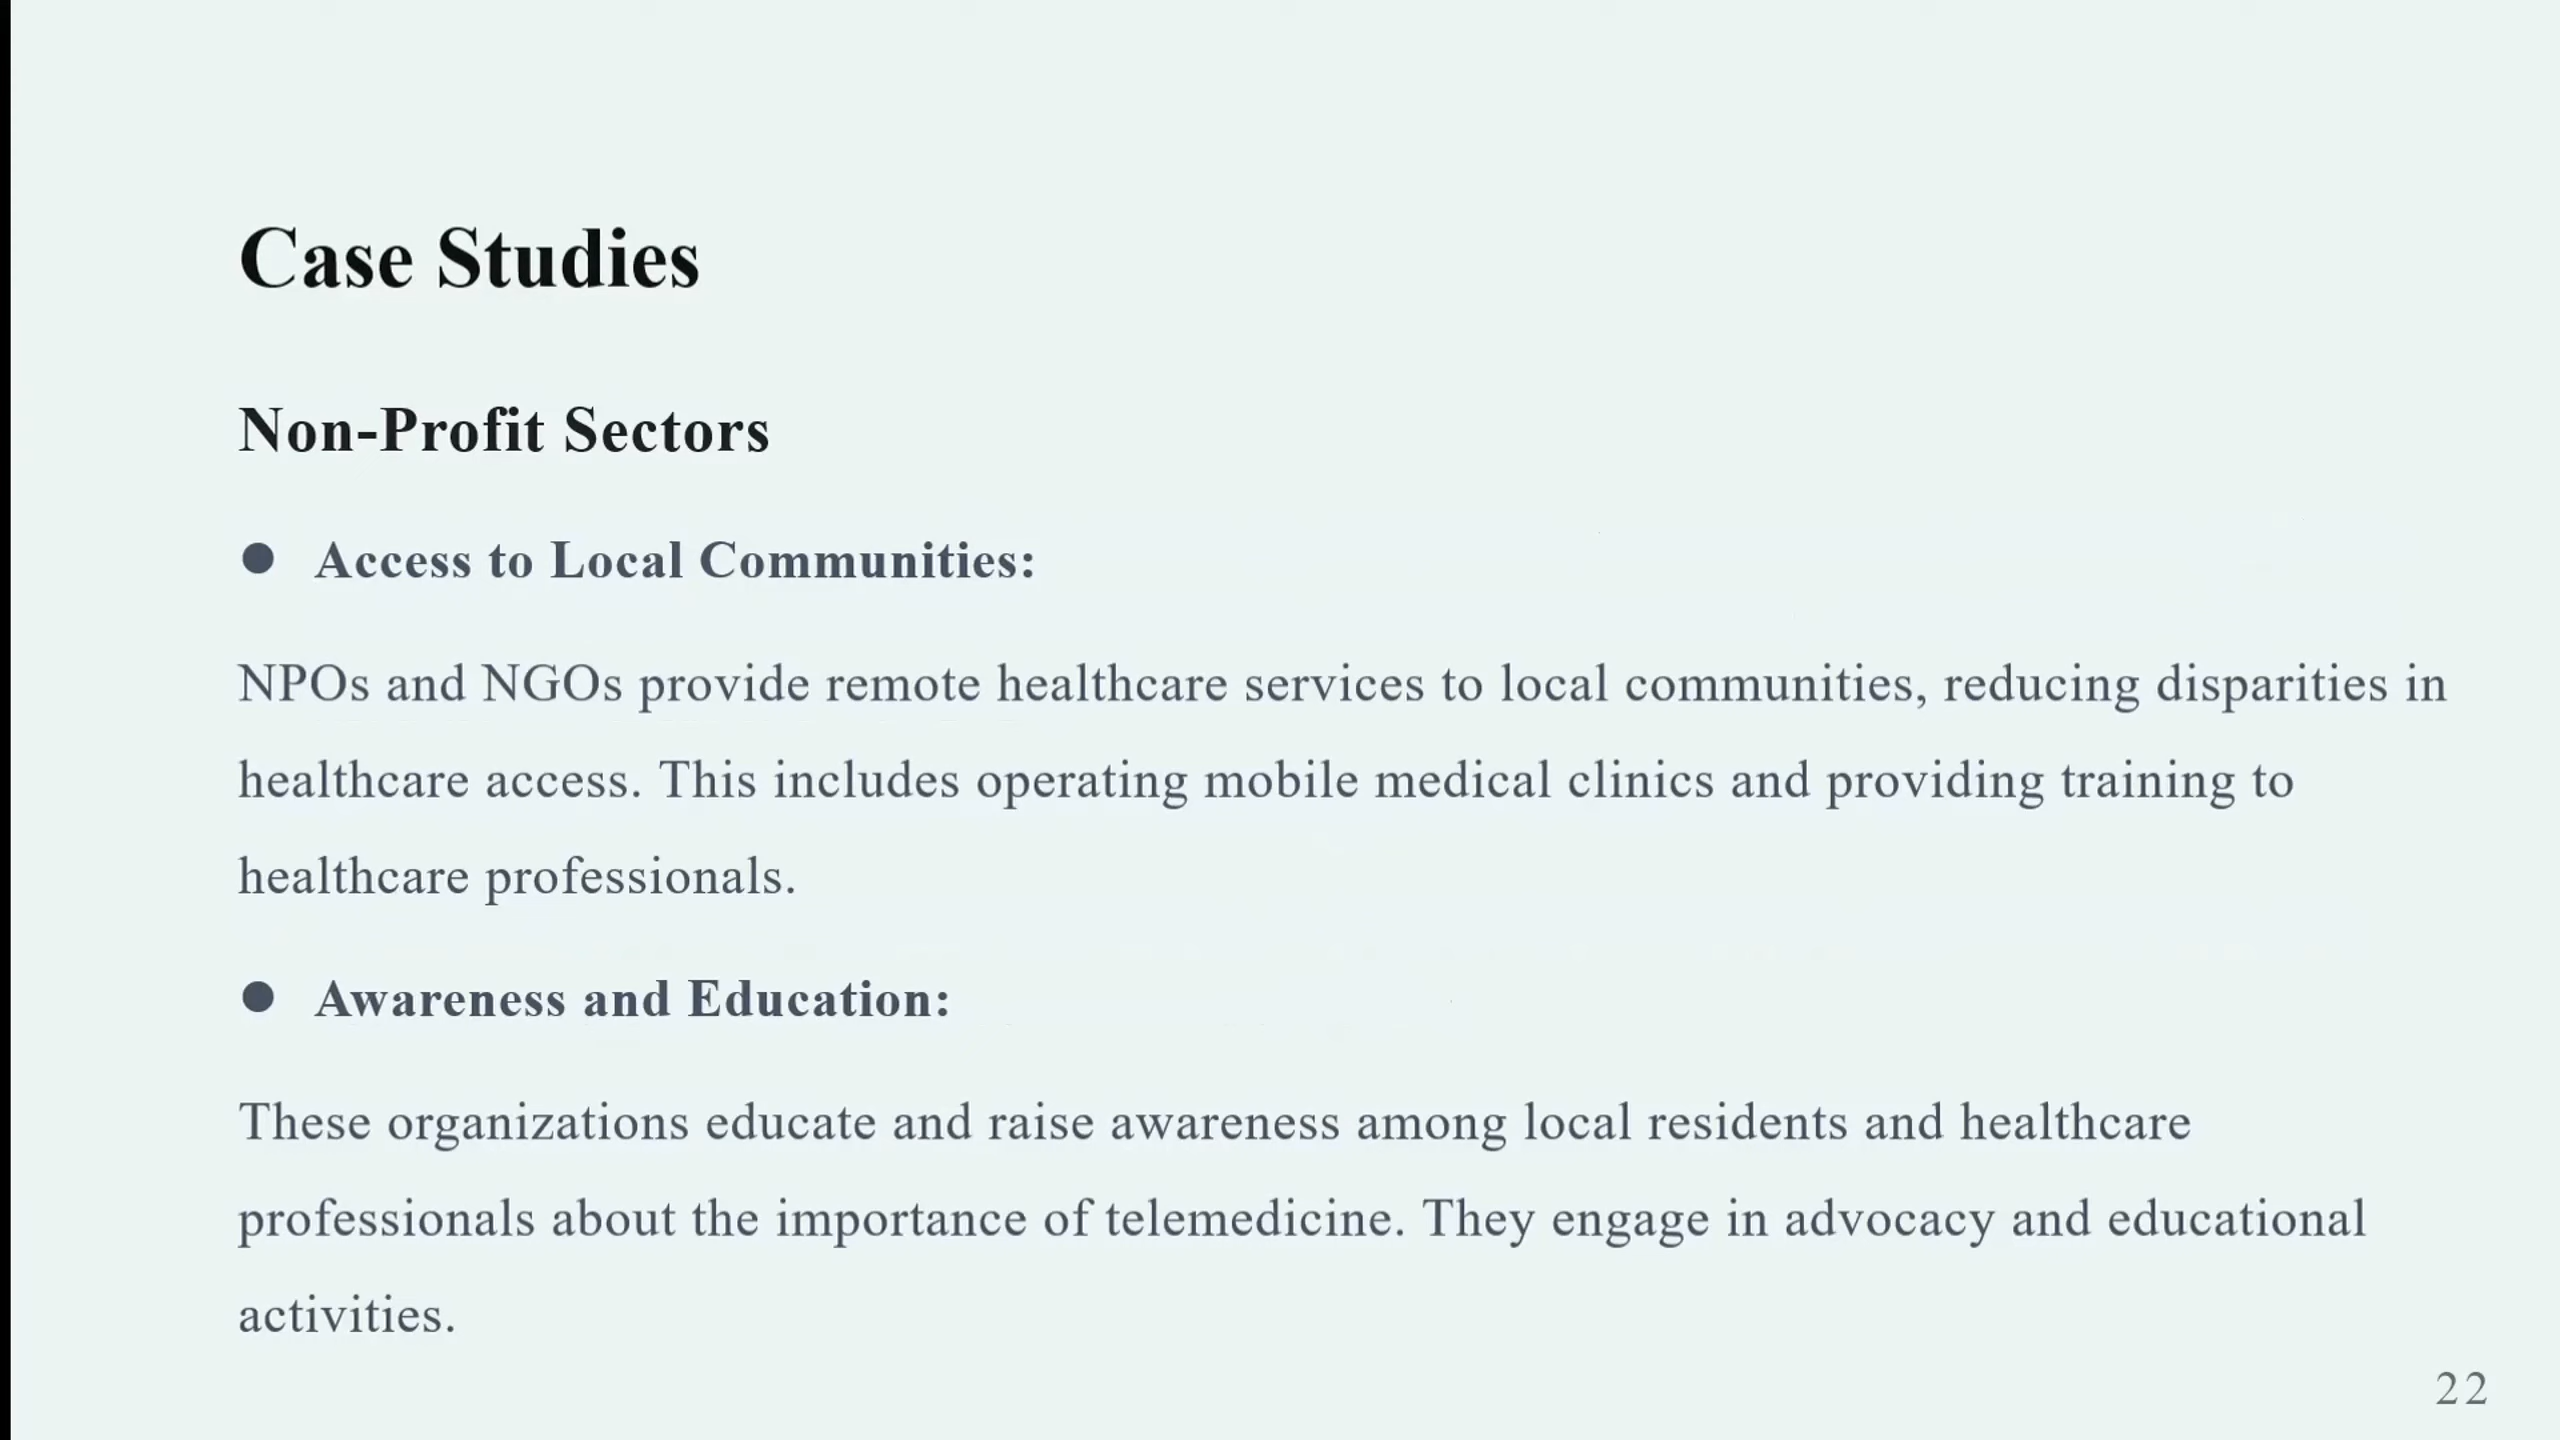 Case Studies
Non-Profit Sectors
● Access to Local Communities:
NPOs and NGOs provide remote healthcare services to local communities, reducing disparities in
healthcare access. This includes operating mobile medical clinics and providing training to
healthcare professionals.
● Awareness and Education:
These organizations educate and raise awareness among local residents and healthcare
professionals about the importance of telemedicine. They engage in advocacy and educational
activities.
22